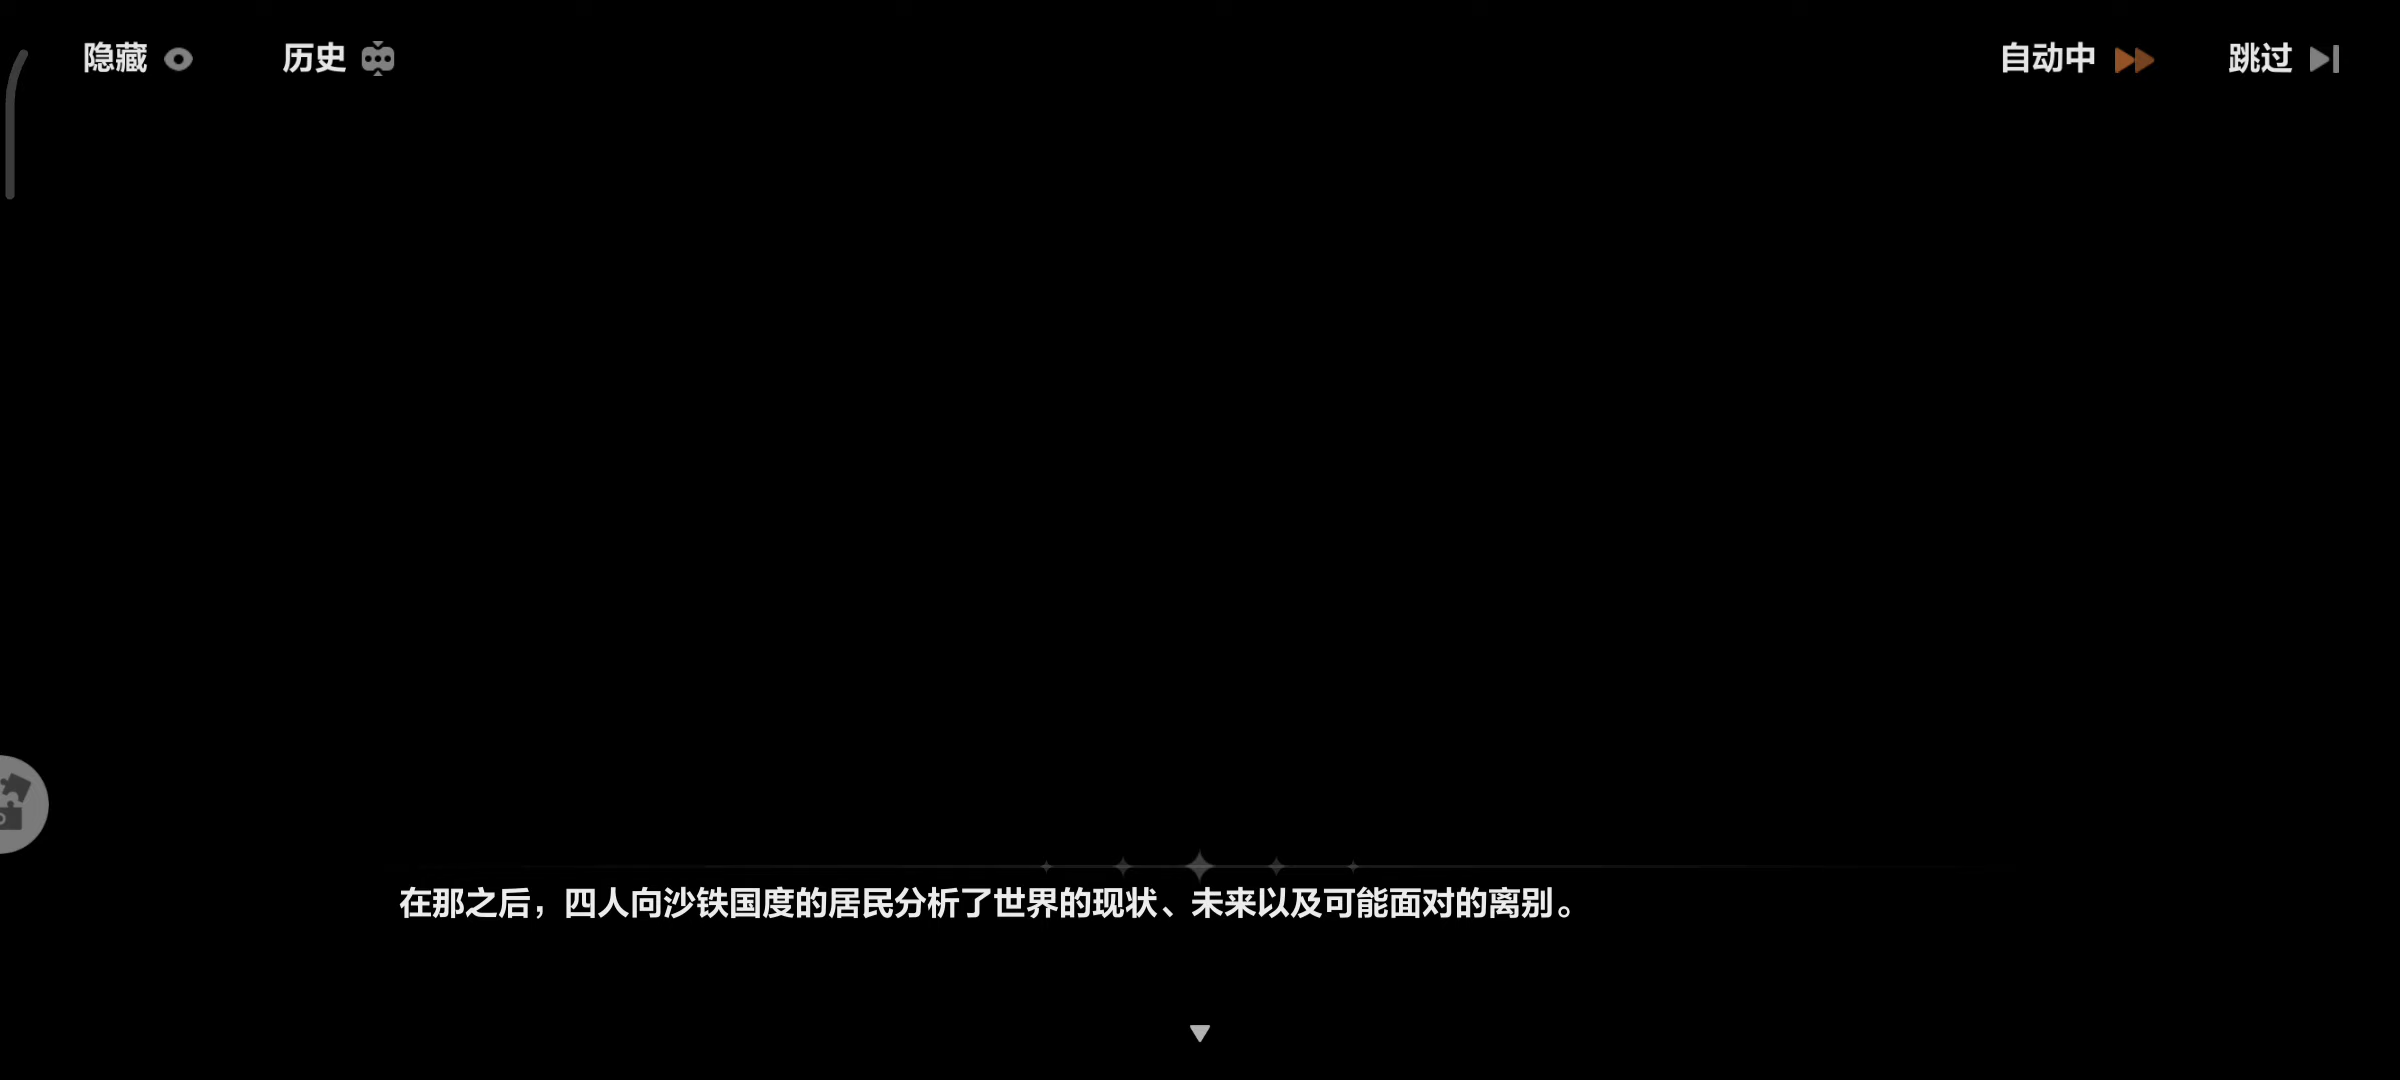 隐藏
历史
自动中
跳过
在那之后，四人向沙铁国度的居民分析了世界的现状、未来以及可能面对的离别。